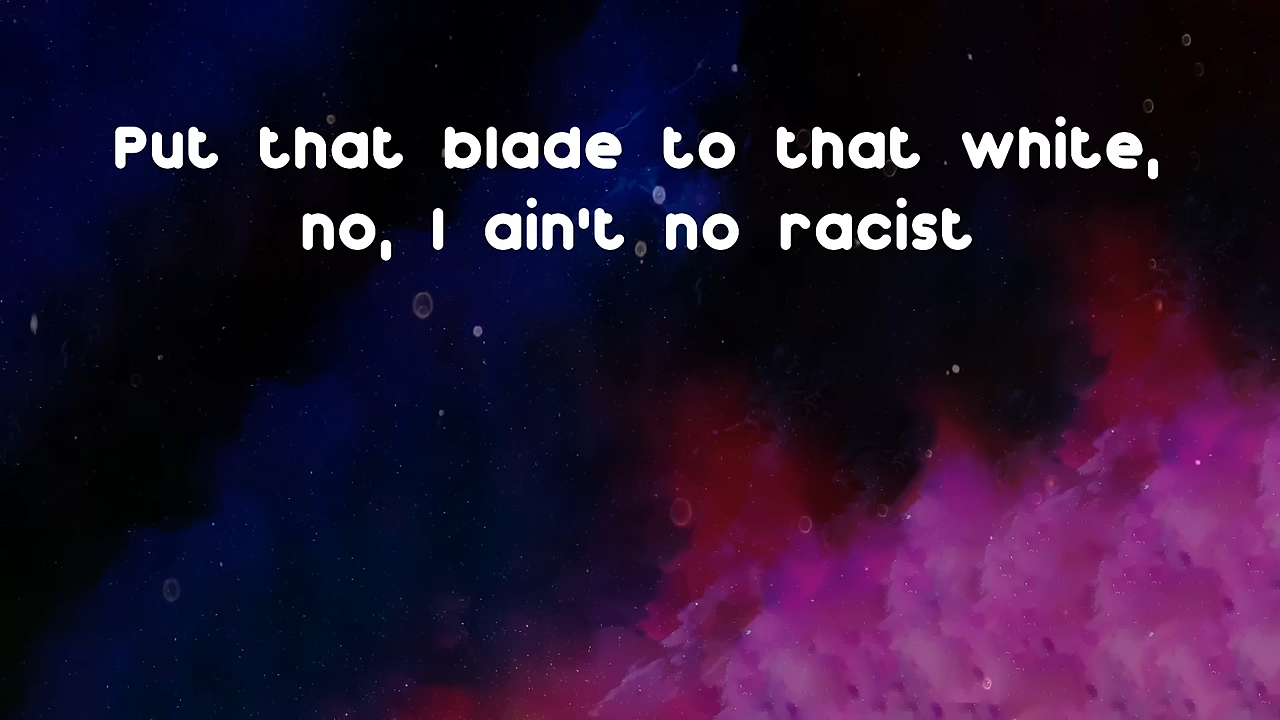 Put that blade to that white,
no, I ain't no racist